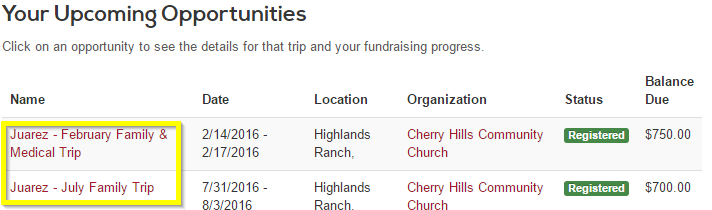 Your Upcoming Opportunities
Click on an opportunity to see the details for that trip and your fundraising progress.
Name Date Location Organization Status Balance Due
Juarez - February Family & Medical Trip 2/14/2016 - 2/17/2016 Highlands Ranch, Cherry Hills Community Church Registered $750.00
Juarez - July Family Trip 7/31/2016 - 8/3/2016 Highlands Ranch, Cherry Hills Community Church Registered $700.00